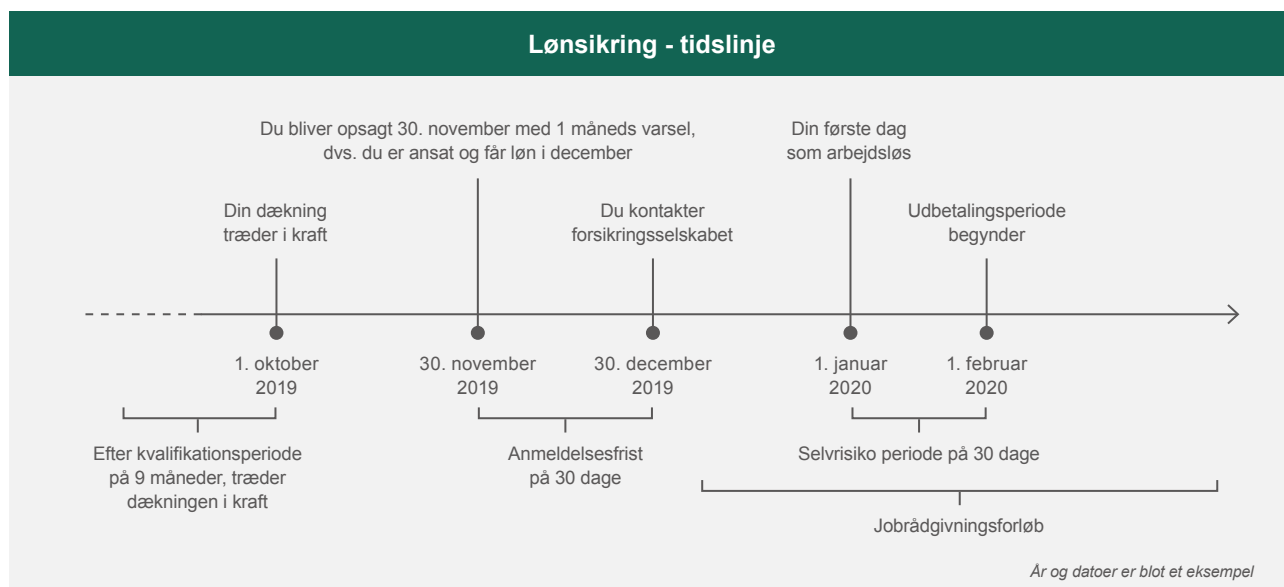 Lønsikring - tidslinje
Du bliver opsagt 30. november med 1 måneds varsel,
dvs. du er ansat og får løn i december
Din første dag
som arbejdsløs
Din dækning
træder i kraft
Du kontakter
forsikringsselskabet
Udbetalingsperiode
begynder
1. oktober
2019
30. november
2019
30. december
2019
1. januar
2020
1. februar
2020
Efter kvalifikationsperiode
på 9 måneder, træder
dækningen i kraft
Anmeldelsesfrist
på 30 dage
Selvrisiko periode på 30 dage
Jobrådgivningsforløb
År og datoer er blot et eksempel